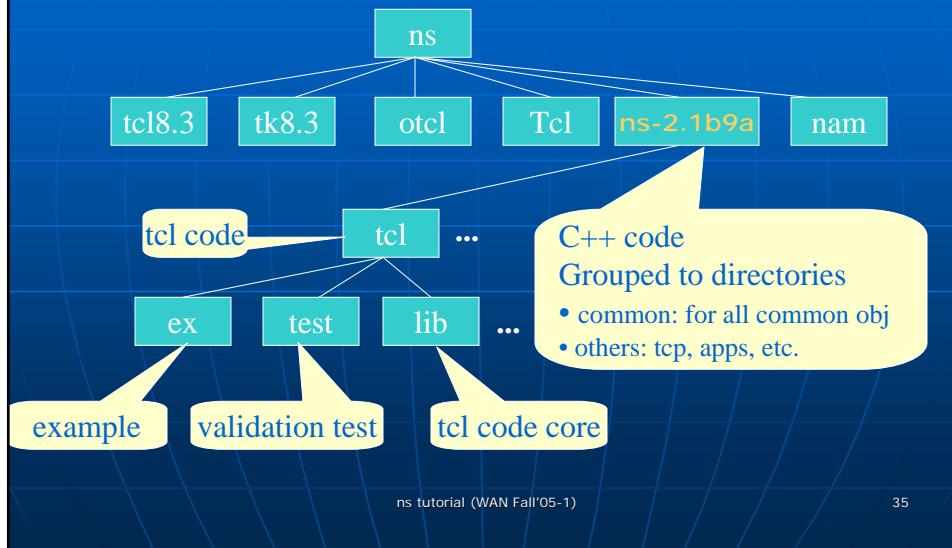 ns
tcl8.3 tk8.3 otcl Tcl ns-2.1b9a nam
tcl code
tcl ...
C++ code
Grouped to directories
• common: for all common obj
• others: tcp, apps, etc.
ex test lib ...
example validation test tcl code core
ns tutorial (WAN Fall'05-1) 35